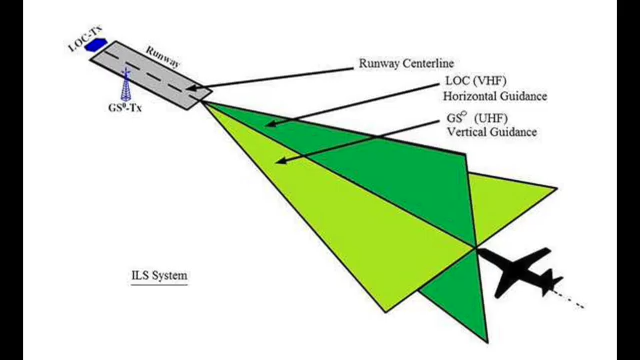 LOC-Tx
Runway
GS°-Tx
Runway Centerline
LOC (VHF)
Horizontal Guidance
GS° (UHF)
Vertical Guidance
ILS System